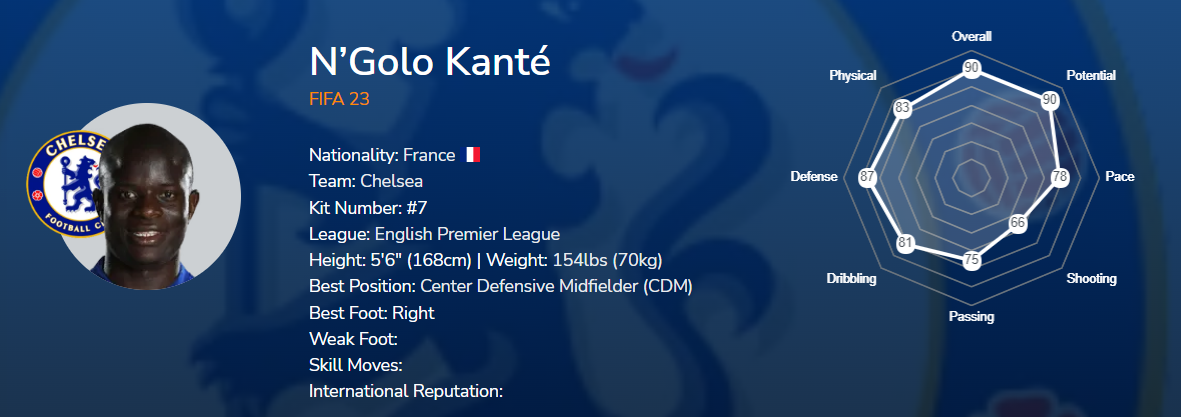 N’Golo Kanté
FIFA 23
Nationality: France
Team: Chelsea
Kit Number: #7
League: English Premier League
Height: 5'6" (168cm) | Weight: 154lbs (70kg)
Best Position: Center Defensive Midfielder (CDM)
Best Foot: Right
Weak Foot:
Skill Moves:
International Reputation:
CHELSE
FOOTBALL C
Overall
90
Potential
90
Pace
78
Shooting
66
Passing
75
Dribbling
81
Defense
87
Physical
83